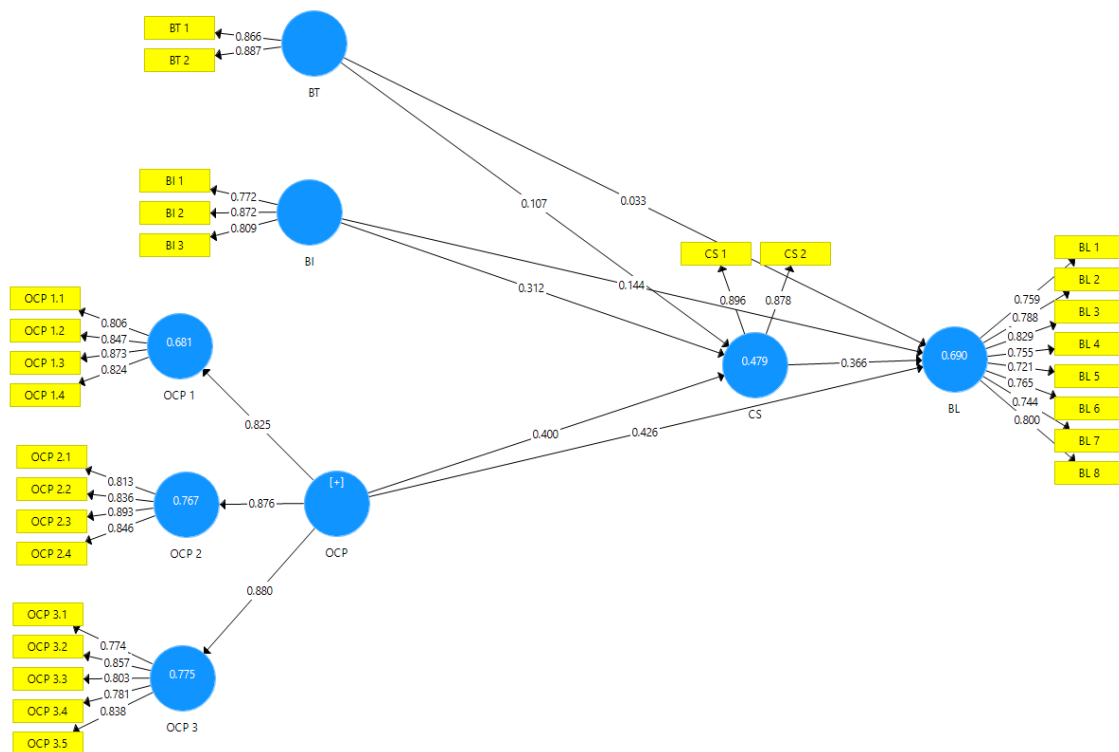 BT 1
BT 2
0.866
0.887
BT
BI 1
BI 2
BI 3
0.772
0.872
0.809
BI
0.107
0.033
0.312
0.144
CS 1
CS 2
0.896
0.878
0.479
CS
0.366
0.690
BL
BL 1
BL 2
BL 3
BL 4
BL 5
BL 6
BL 7
BL 8
0.759
0.788
0.829
0.755
0.721
0.765
0.744
0.800
OCP 1.1
OCP 1.2
OCP 1.3
OCP 1.4
0.806
0.847
0.873
0.824
0.681
OCP 1
0.825
0.400
0.426
OCP 2.1
OCP 2.2
OCP 2.3
OCP 2.4
0.813
0.836
0.893
0.846
0.767
OCP 2
0.876
[+]
OCP
0.880
OCP 3.1
OCP 3.2
OCP 3.3
OCP 3.4
OCP 3.5
0.774
0.857
0.803
0.781
0.838
0.775
OCP 3